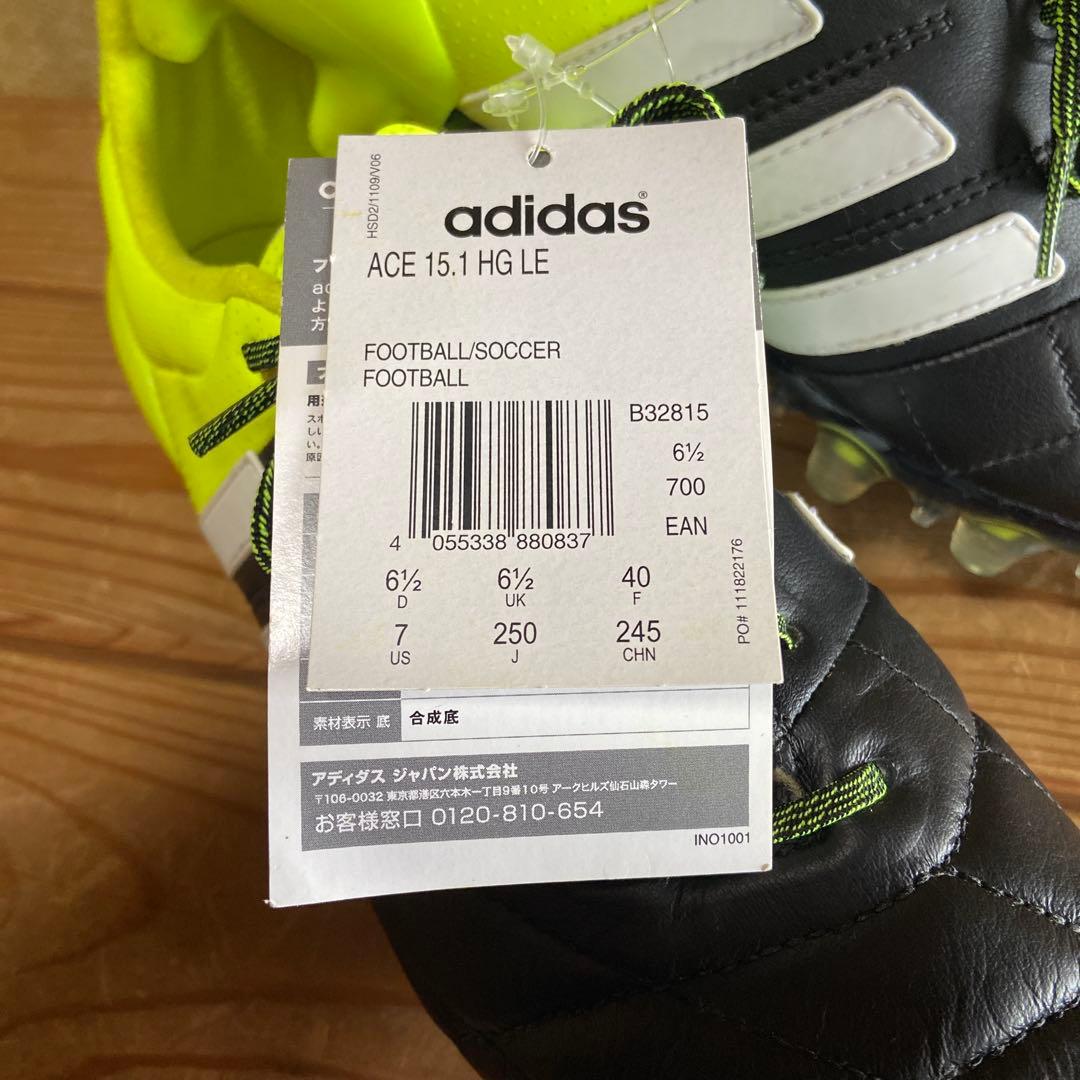 HSD2/1109/V06
adidas®
ACE 15.1 HG LE
FOOTBALL/SOCCER
FOOTBALL
B32815
6½
700
EAN
4 055338 880837
6½ 6½ 40
D UK F
7 250 245
US J CHN
PO# 111822176
よ
方
素材表示 底 合成底
アディダス ジャパン株式会社
〒106-0032 東京都港区六本木一丁目9番10号 アークヒルズ仙石山森タワー
お客様窓口 0120-810-654
INO1001